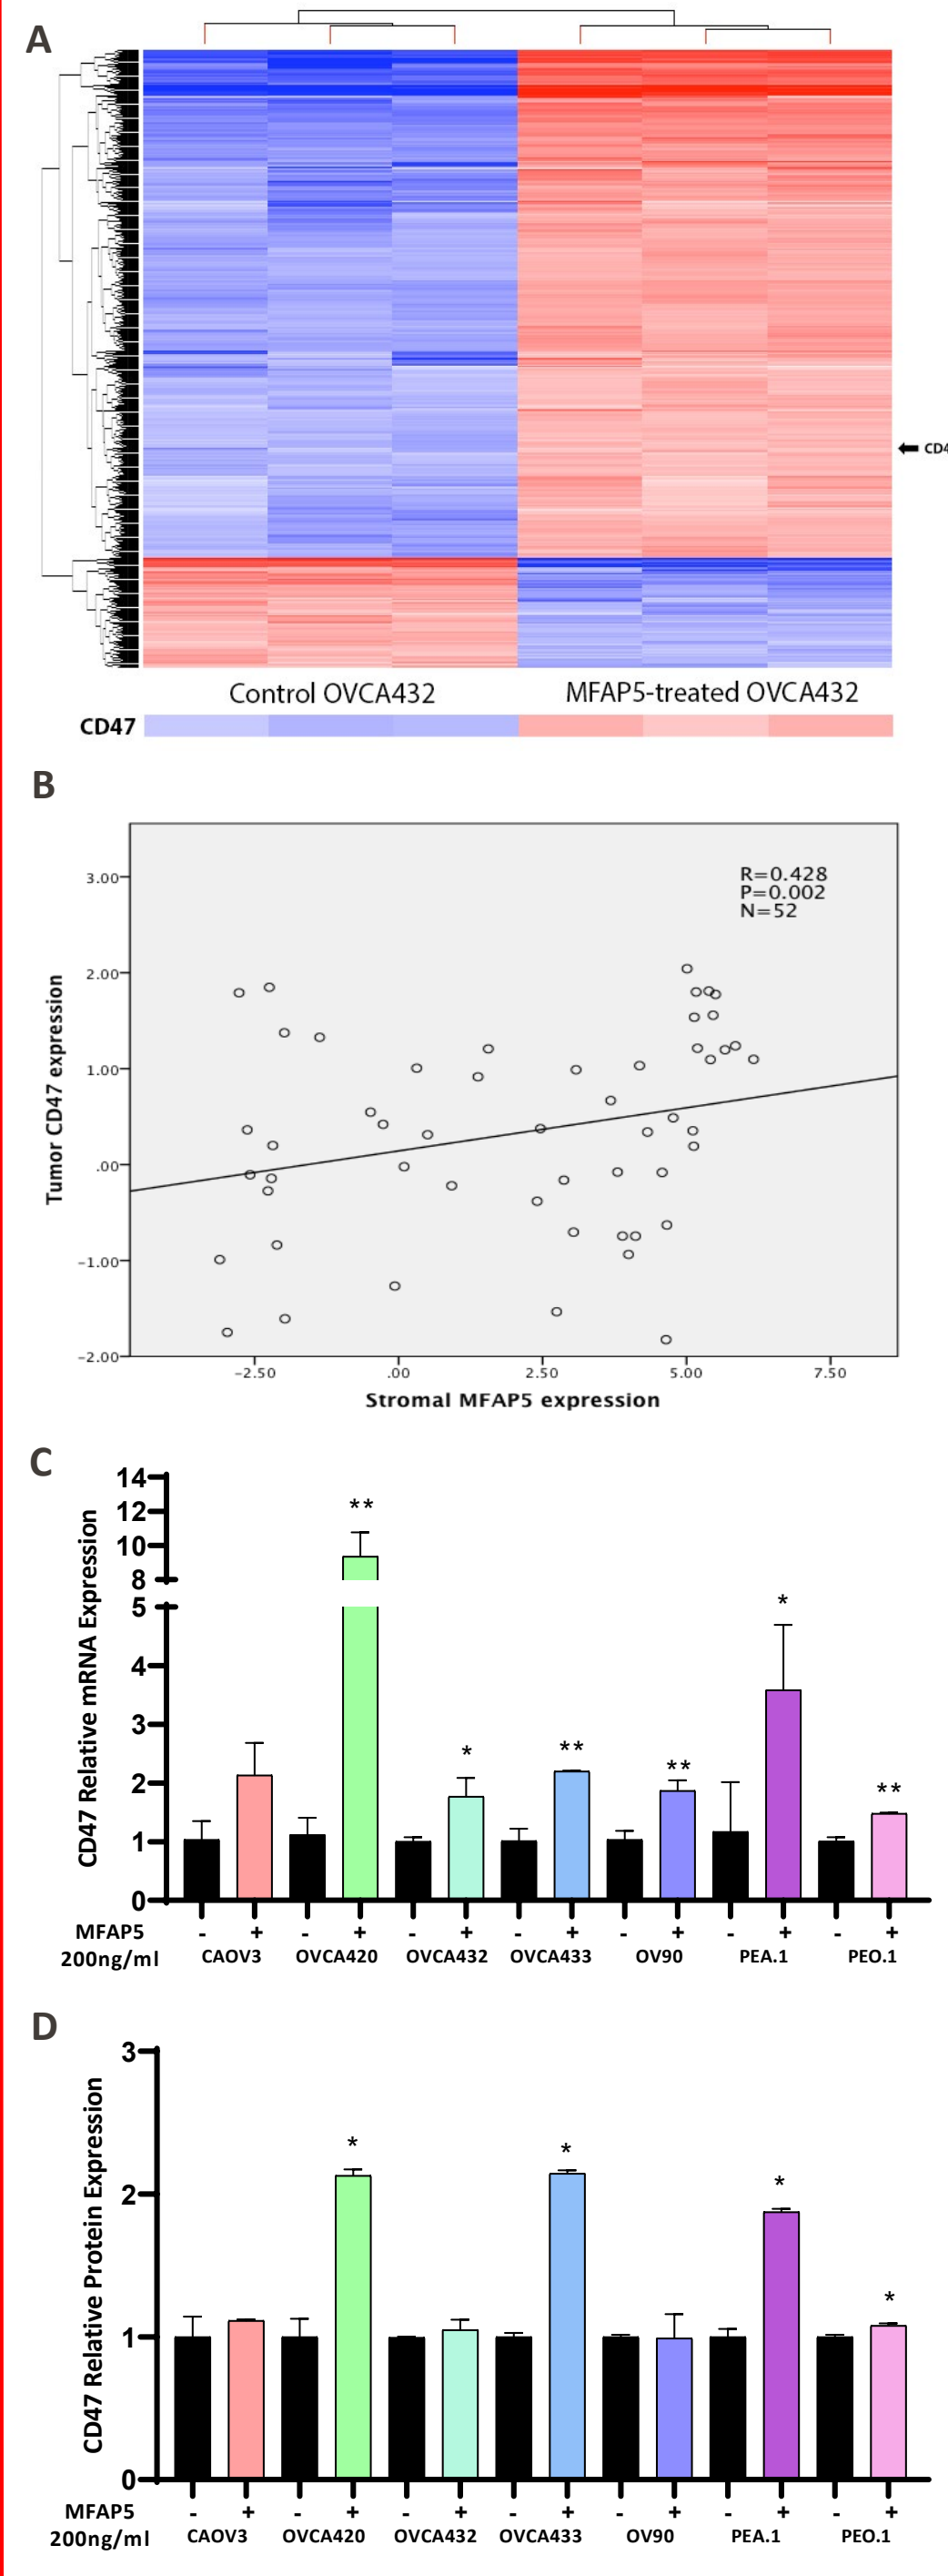 A
CD4
Control OVCA432 MFAP5-treated OVCA432
CD47
B
R=0.428
P=0.002
N=52
3.00
2.00
1.00
.00
-1.00
-2.00
Tumor CD47 expression
-2.50 .00 2.50 5.00 7.50
Stromal MFAP5 expression
C
CD47 Relative mRNA Expression
14
12
10
8
5
4
3
2
1
0
** * ** ** * **
MFAP5 - + - + - + - + - + - + - +
200ng/ml CAOV3 OVCA420 OVCA432 OVCA433 OV90 PEA.1 PEO.1
D
CD47 Relative Protein Expression
3
2
1
0
* * * *
MFAP5 - + - + - + - + - + - + - +
200ng/ml CAOV3 OVCA420 OVCA432 OVCA433 OV90 PEA.1 PEO.1